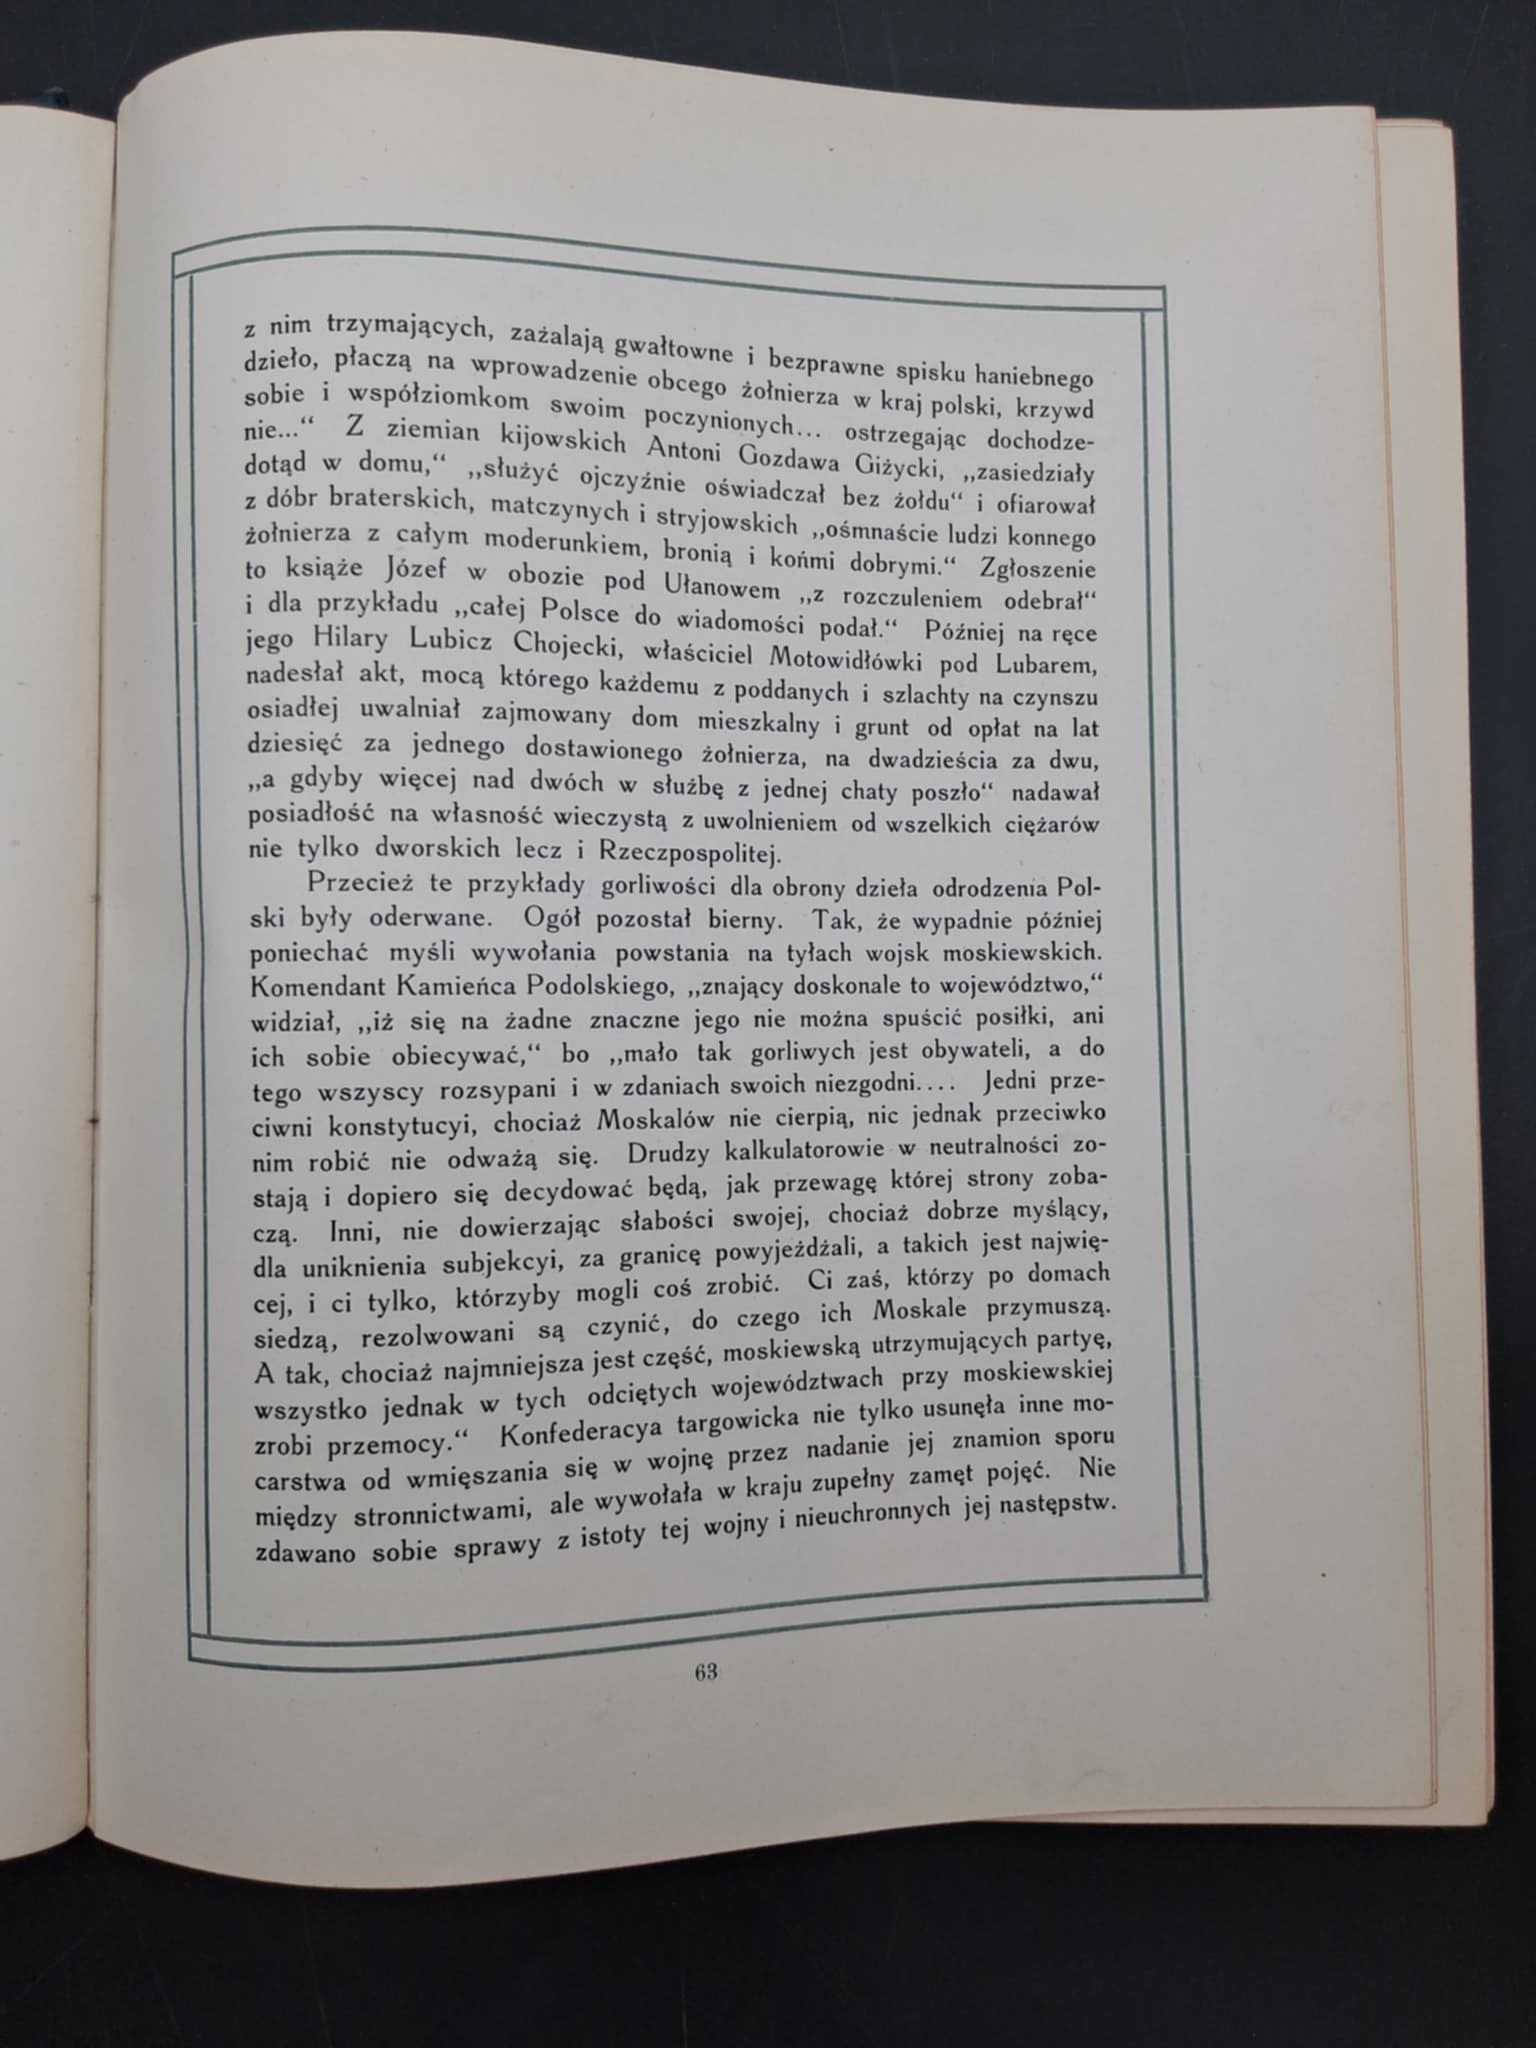 z nim trzymających, zażalają gwałtowne i bezprawne spisku haniebnego
dzieło, płaczą na wprowadzenie obcego żołnierza w kraj polski, krzywd
sobie i współziomkom swoim poczynionych... ostrzegając dochodze-
nie...“ Z ziemian kijowskich Antoni Gozdawa Giżycki, „zasiedziały
dotąd w domu,“ „służyć ojczyźnie oświadczał bez żołdu“ i ofiarował
z dóbr braterskich, matczynych i stryjowskich „ośmnaście ludzi konnego
żołnierza z całym moderunkiem, bronią i końmi dobrymi.“ Zgłoszenie
to książe Józef w obozie pod Ułanowem „z rozczuleniem odebrał“
i dla przykładu „całej Polsce do wiadomości podał.“ Później na ręce
jego Hilary Lubicz Chojecki, właściciel Motowidłówki pod Lubarem,
nadesłał akt, mocą którego każdemu z poddanych i szlachty na czynszu
osiadłej uwalniał zajmowany dom mieszkalny i grunt od opłat na lat
dziesięć za jednego dostawionego żołnierza, na dwadzieścia za dwu,
„a gdyby więcej nad dwóch w służbę z jednej chaty poszło“ nadawał
posiadłość na własność wieczystą z uwolnieniem od wszelkich ciężarów
nie tylko dworskich lecz i Rzeczpospolitej.
Przecież te przykłady gorliwości dla obrony dzieła odrodzenia Pol-
ski były oderwane. Ogół pozostał bierny. Tak, że wypadnie później
poniechać myśli wywołania powstania na tyłach wojsk moskiewskich.
Komendant Kamieńca Podolskiego, „znający doskonale to województwo,“
widział, „iż się na żadne znaczne jego nie można spuścić posiłki, ani
ich sobie obiecywać,“ bo „mało tak gorliwych jest obywateli, a do
tego wszyscy rozsypani i w zdaniach swoich niezgodni.... Jedni prze-
ciwni konstytucyi, chociaż Moskalów nie cierpią, nic jednak przeciwko
nim robić nie odważą się. Drudzy kalkulatorowie w neutralności zo-
stają i dopiero się decydować będą, jak przewagę której strony zoba-
czą. Inni, nie dowierzając słabości swojej, chociaż dobrze myślący,
dla uniknienia subjekcyi, za granicę powyjeżdżali, a takich jest najwię-
cej, i ci tylko, którzyby mogli coś zrobić. Ci zaś, którzy po domach
siedzą, rezolwowani są czynić, do czego ich Moskale przymuszą.
A tak, chociaż najmniejsza jest część, moskiewską utrzymujących partyę,
wszystko jednak w tych odciętych województwach przy moskiewskiej
zrobi przemocy.“ Konfederacya targowicka nie tylko usunęła inne mo-
carstwa od wmięszania się w wojnę przez nadanie jej znamion sporu
między stronnictwami, ale wywołała w kraju zupełny zamęt pojęć. Nie
zdawano sobie sprawy z istoty tej wojny i nieuchronnych jej następstw.
63